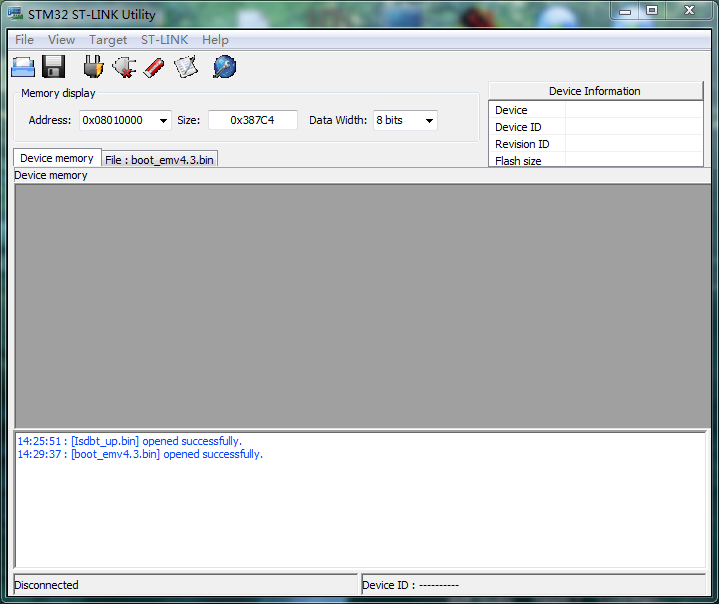 STM32 ST-LINK Utility
File View Target ST-LINK Help
Memory display
Address: 0x08010000 Size: 0x387C4 Data Width: 8 bits
Device Information
Device
Device ID
Revision ID
Flash size
Device memory File : boot_emv4.3.bin
Device memory
14:25:51 : [Isdbt_up.bin] opened successfully.
14:29:37 : [boot_emv4.3.bin] opened successfully.
Disconnected Device ID : ----------